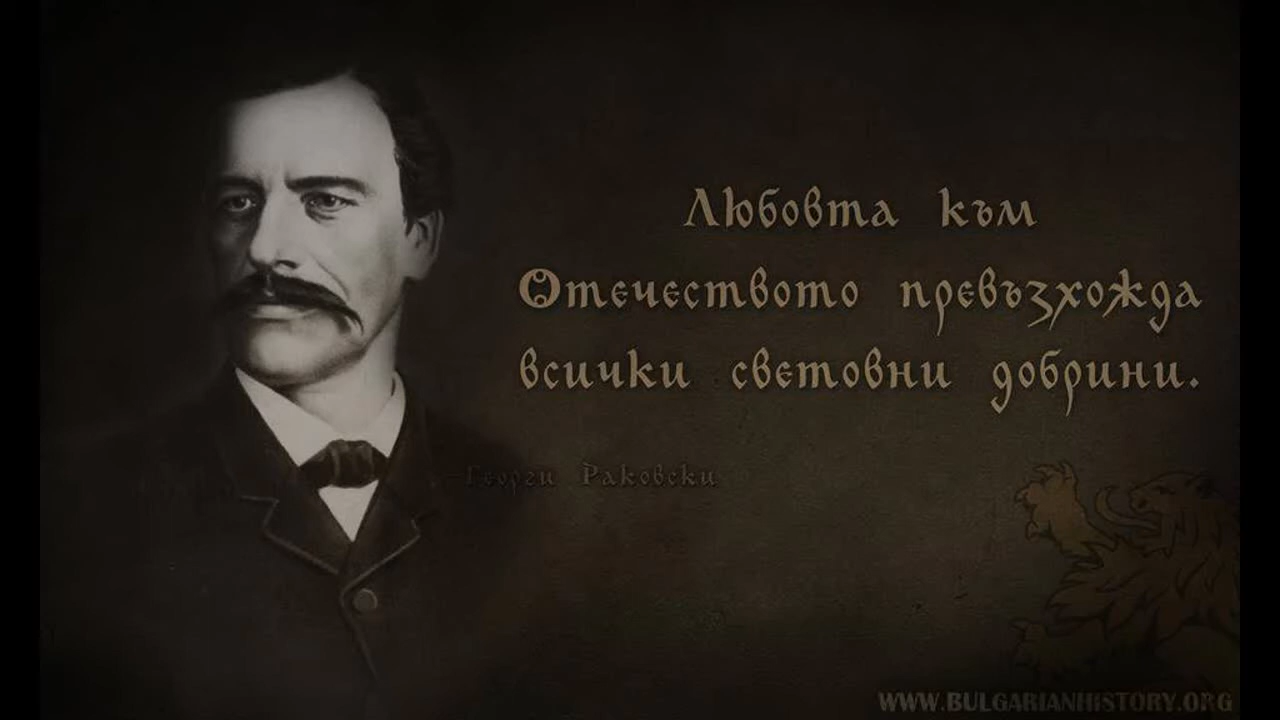 Любовта към
Отечеството превъзхожда
всички световни добрини.
-Георги Раковски
WWW.BULGARIANHISTORY.ORG